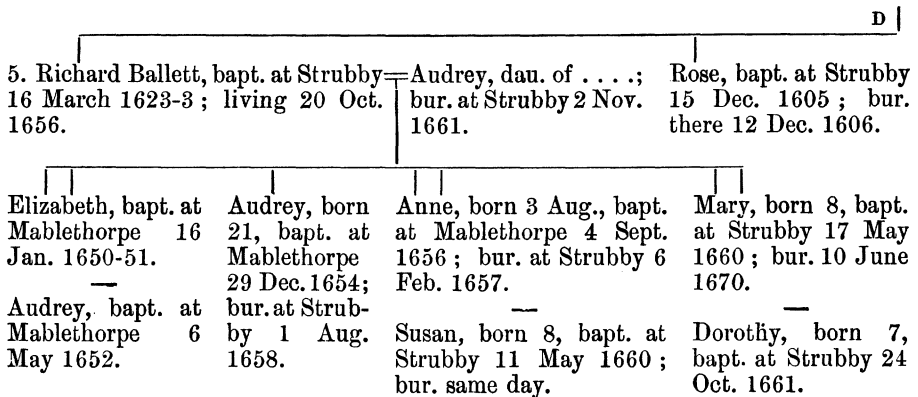 D
5. Richard Ballett, bapt. at Strubby
16 March 1623-3 ; living 20 Oct.
1656.
Audrey, dau. of . . . . ;
bur. at Strubby 2 Nov.
1661.
Rose, bapt. at Strubby
15 Dec. 1605 ; bur.
there 12 Dec. 1606.
Elizabeth, bapt. at
Mablethorpe 16
Jan. 1650-51.
Audrey, bapt. at
Mablethorpe 6
May 1652.
Audrey, born
21, bapt. at
Mablethorpe
29 Dec. 1654;
bur. at Strub-
by 1 Aug.
1658.
Anne, born 3 Aug., bapt.
at Mablethorpe 4 Sept.
1656 ; bur. at Strubby 6
Feb. 1657.
Susan, born 8, bapt. at
Strubby 11 May 1660 ;
bur. same day.
Mary, born 8, bapt.
at Strubby 17 May
1660 ; bur. 10 June
1670.
Dorothy, born 7,
bapt. at Strubby 24
Oct. 1661.